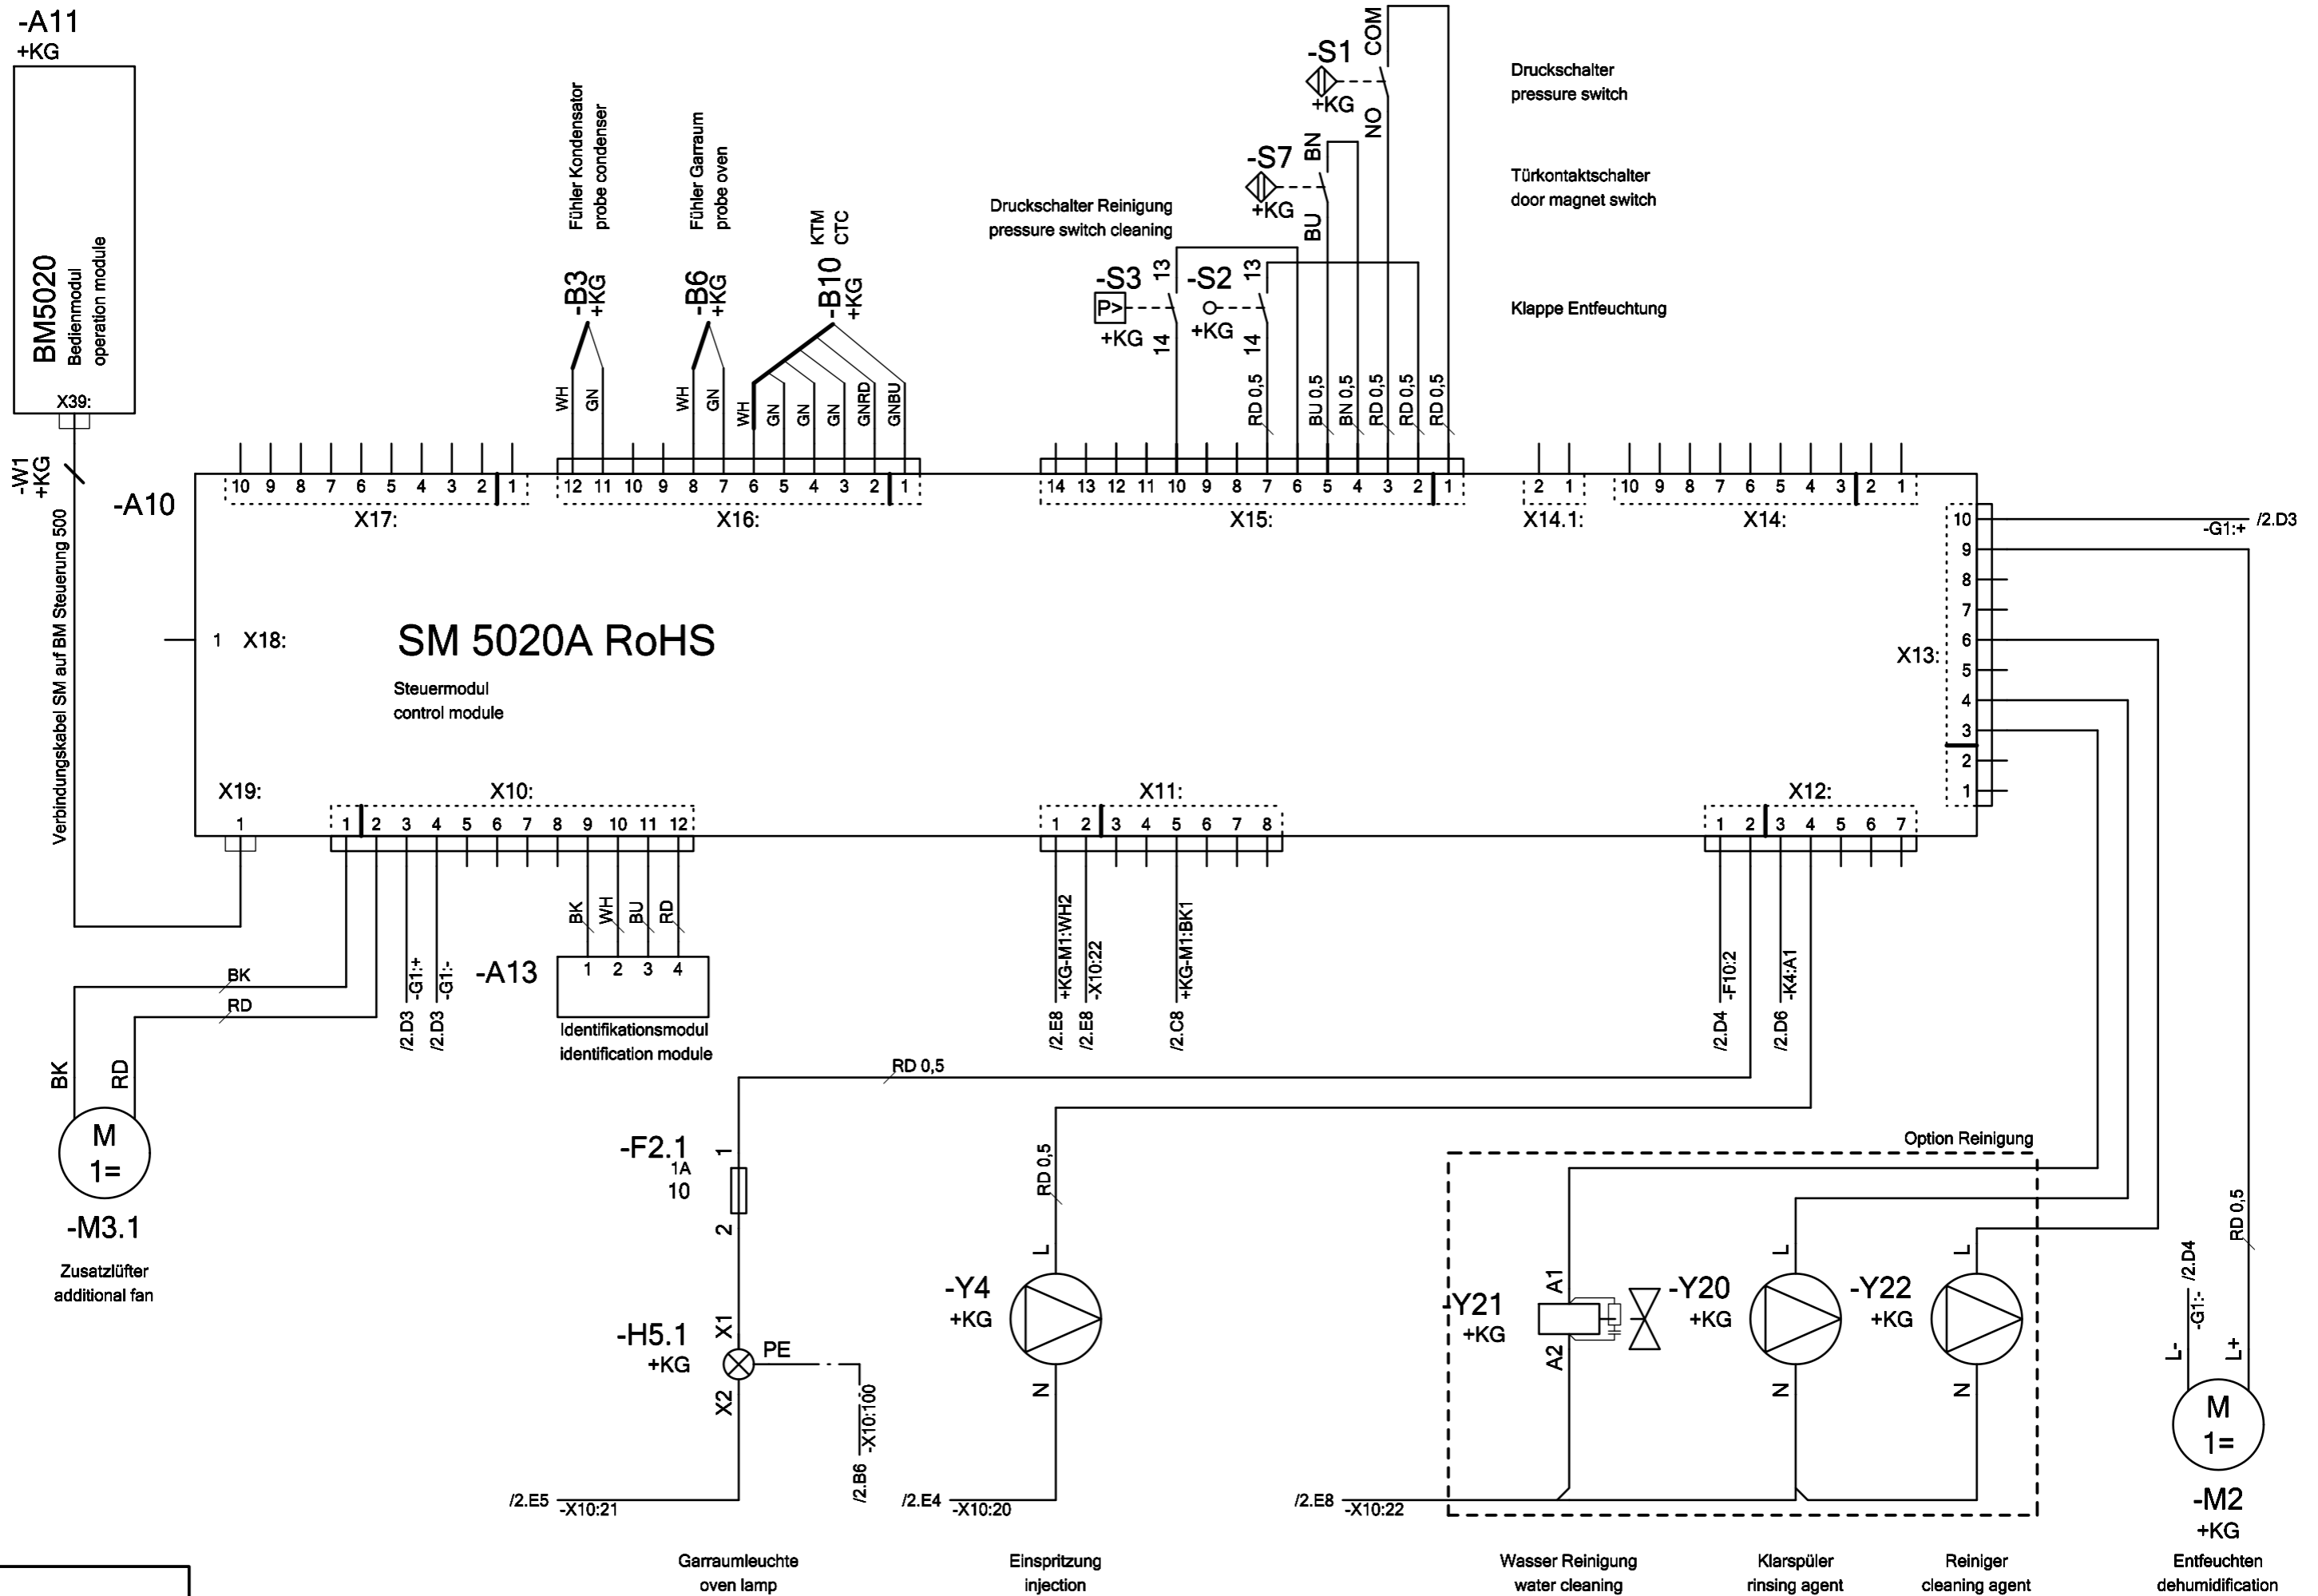 -A11
+KG
BM5020
Bedienmodul
operation module
X39:
-W1
+KG
Verbindungskabel SM auf BM Steuerung 500
Fühler Kondensator
probe condenser
-B3
+KG
WH
GN
Fühler Garraum
probe oven
-B6
+KG
WH
GN
KTM
CTC
-B10
+KG
WH
GN
GN
GN
GNRD
GNBU
Druckschalter Reinigung
pressure switch cleaning
-S3
P>
+KG
13
14
-S2
+KG
13
14
-S7
+KG
BN
BU
-S1
+KG
COM
NO
RD 0,5
BU 0,5
BN 0,5
RD 0,5
RD 0,5
RD 0,5
Druckschalter
pressure switch
Türkontaktschalter
door magnet switch
Klappe Entfeuchtung
-A10
10 9 8 7 6 5 4 3 2 1
X17:
12 11 10 9 8 7 6 5 4 3 2 1
X16:
14 13 12 11 10 9 8 7 6 5 4 3 2 1
X15:
2 1
X14.1:
10 9 8 7 6 5 4 3 2 1
X14:
10
9
8
7
6
5
4
3
2
1
X13:
-G1:+
/2.D3
1 X18:
SM 5020A RoHS
Steuermodul
control module
X19:
1
X10:
1 2 3 4 5 6 7 8 9 10 11 12
X11:
1 2 3 4 5 6 7 8
X12:
1 2 3 4 5 6 7
BK
RD
/2.D3 -G1:+
/2.D3 -G1:-
BK
WH
BU
RD
-A13
1 2 3 4
Identifikationsmodul
identification module
/2.E8 +KG-M1:WH2
/2.E8 -X10:22
/2.C8 +KG-M1:BK1
/2.D4 -F10:2
/2.D6 -K4:A1
BK
RD
M
1=
-M3.1
Zusatzlüfter
additional fan
RD 0,5
-F2.1
1A
10
1
2
-H5.1
+KG
X1
X2
PE
/2.B6 -X10:100
/2.E5
-X10:21
Garraumleuchte
oven lamp
RD 0,5
L
-Y4
+KG
N
/2.E4
-X10:20
Einspritzung
injection
Option Reinigung
A1
-Y21
+KG
A2
L
-Y20
+KG
N
L
-Y22
+KG
N
/2.E8
-X10:22
Wasser Reinigung
water cleaning
Klarspüler
rinsing agent
Reiniger
cleaning agent
RD 0,5
/2.D4
-G1:-
L-
L+
M
1=
-M2
+KG
Entfeuchten
dehumidification